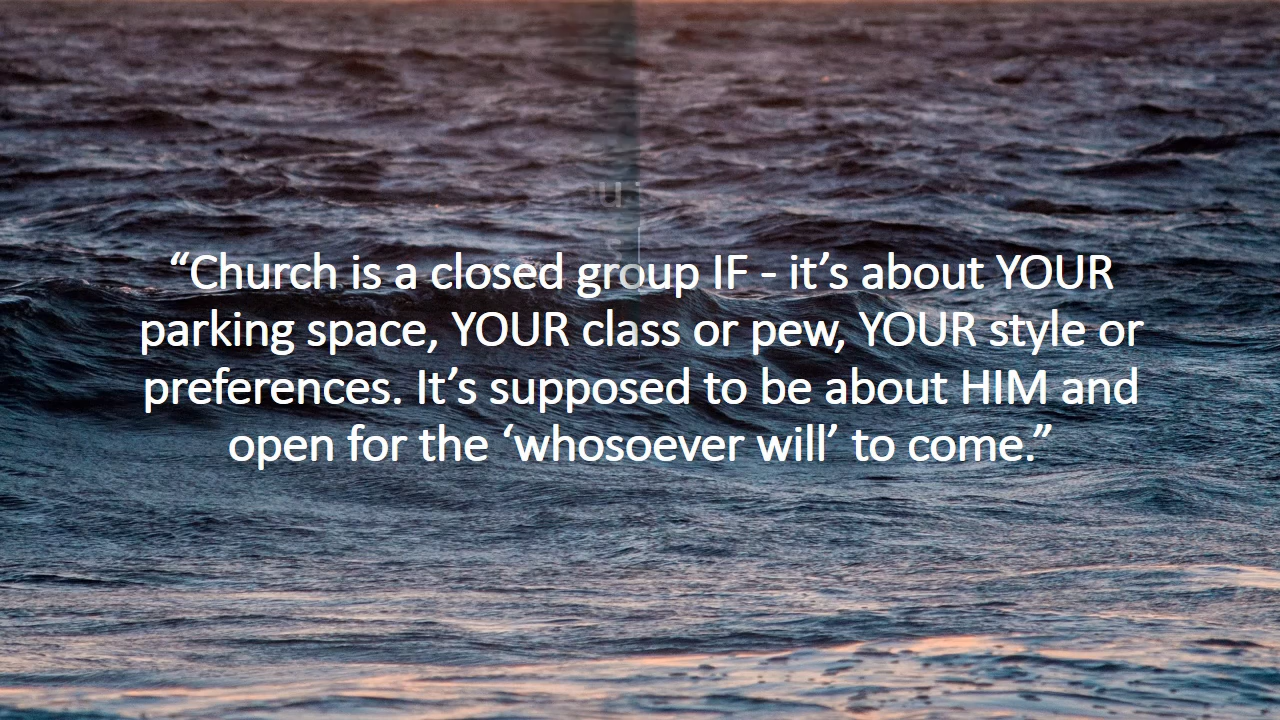 “Church is a closed group IF - it’s about YOUR
parking space, YOUR class or pew, YOUR style or
preferences. It’s supposed to be about HIM and
open for the ‘whosoever will’ to come.”